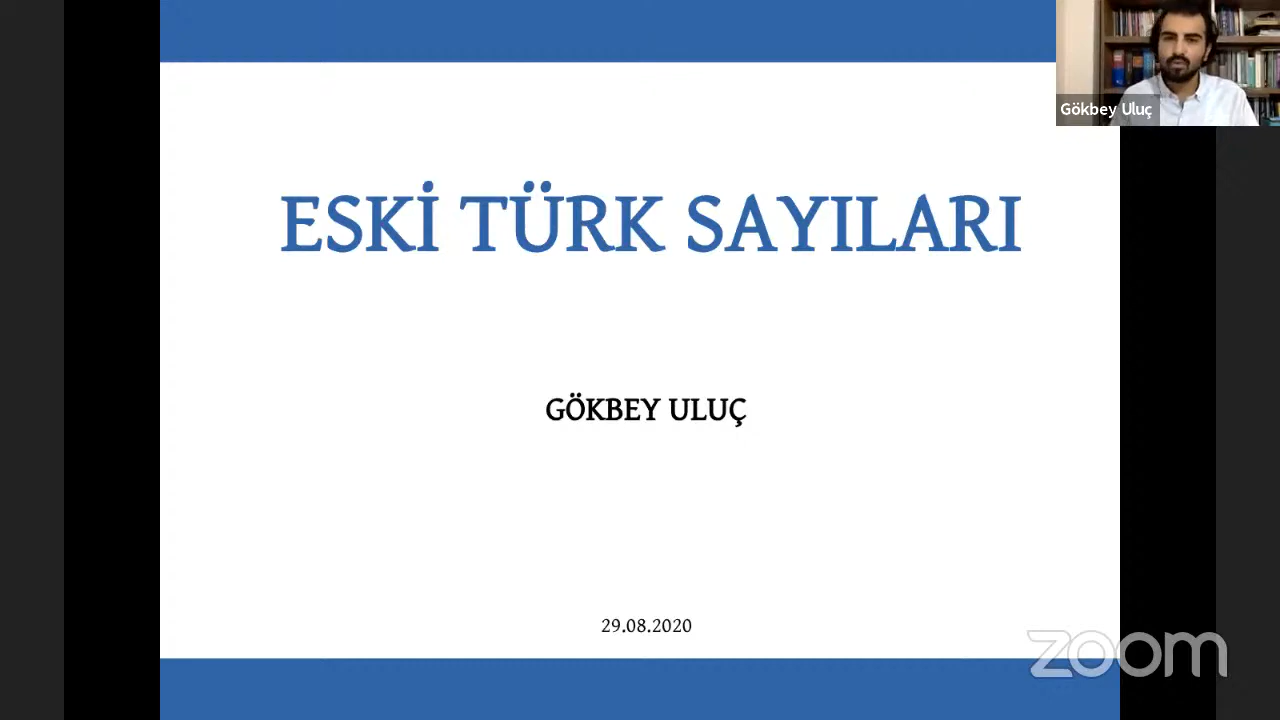 Gökbey Uluç
ESKİ TÜRK SAYILARI
GÖKBEY ULUÇ
29.08.2020
zoom